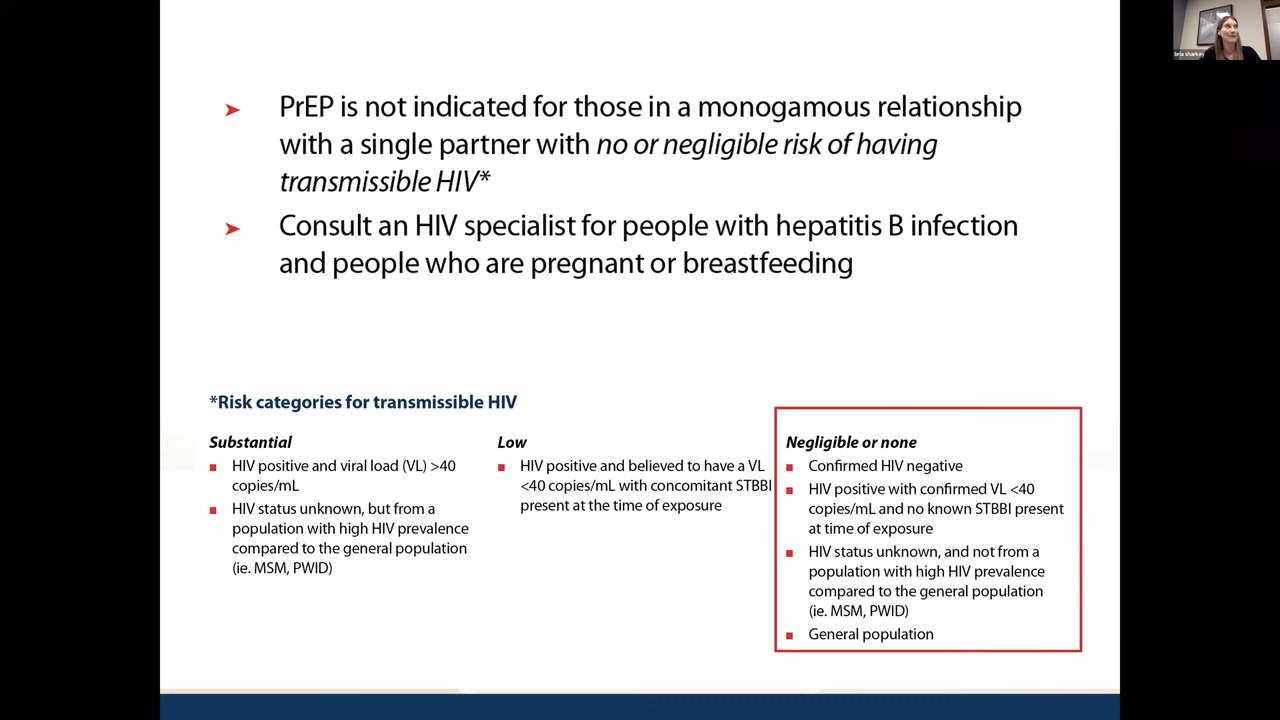 PrEP is not indicated for those in a monogamous relationship
with a single partner with no or negligible risk of having
transmissible HIV*
Consult an HIV specialist for people with hepatitis B infection
and people who are pregnant or breastfeeding
*Risk categories for transmissible HIV
Substantial
HIV positive and viral load (VL) >40
copies/mL
HIV status unknown, but from a
population with high HIV prevalence
compared to the general population
(ie. MSM, PWID)
Low
HIV positive and believed to have a VL
<40 copies/mL with concomitant STBBI
present at the time of exposure
Negligible or none
Confirmed HIV negative
HIV positive with confirmed VL <40
copies/mL and no known STBBI present
at time of exposure
HIV status unknown, and not from a
population with high HIV prevalence
compared to the general population
(ie. MSM, PWID)
General population
bria sharkey